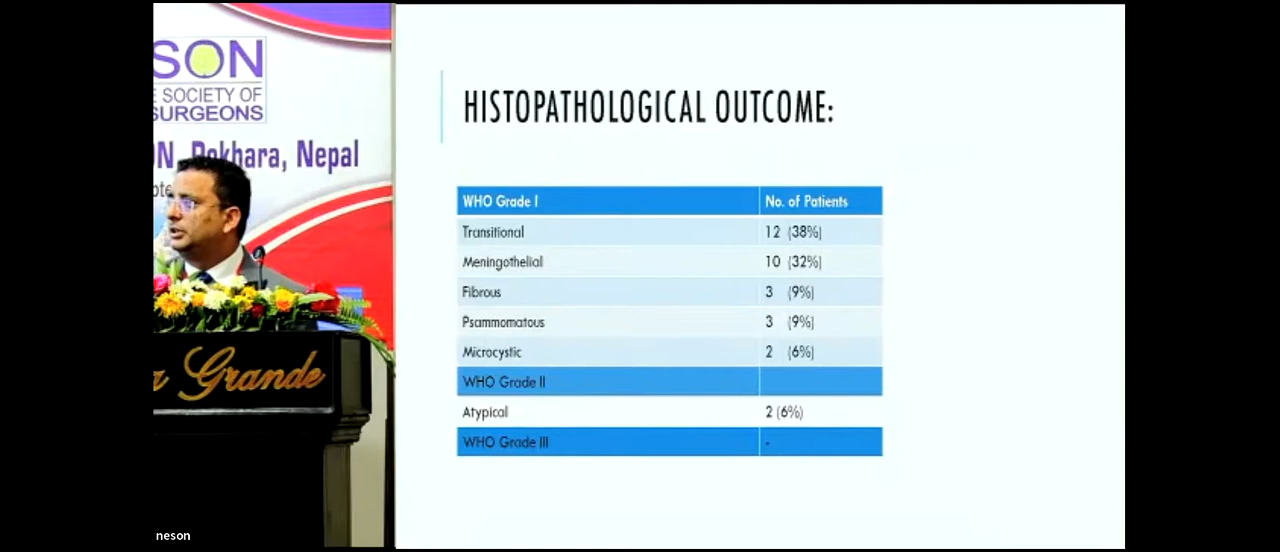 SON
E SOCIETY OF
SURGEONS
N, Pokhara, Nepal
Grande
neson
HISTOPATHOLOGICAL OUTCOME:
WHO Grade I No. of Patients
Transitional 12 (38%)
Meningothelial 10 (32%)
Fibrous 3 (9%)
Psammomatous 3 (9%)
Microcystic 2 (6%)
WHO Grade II
Atypical 2 (6%)
WHO Grade III -